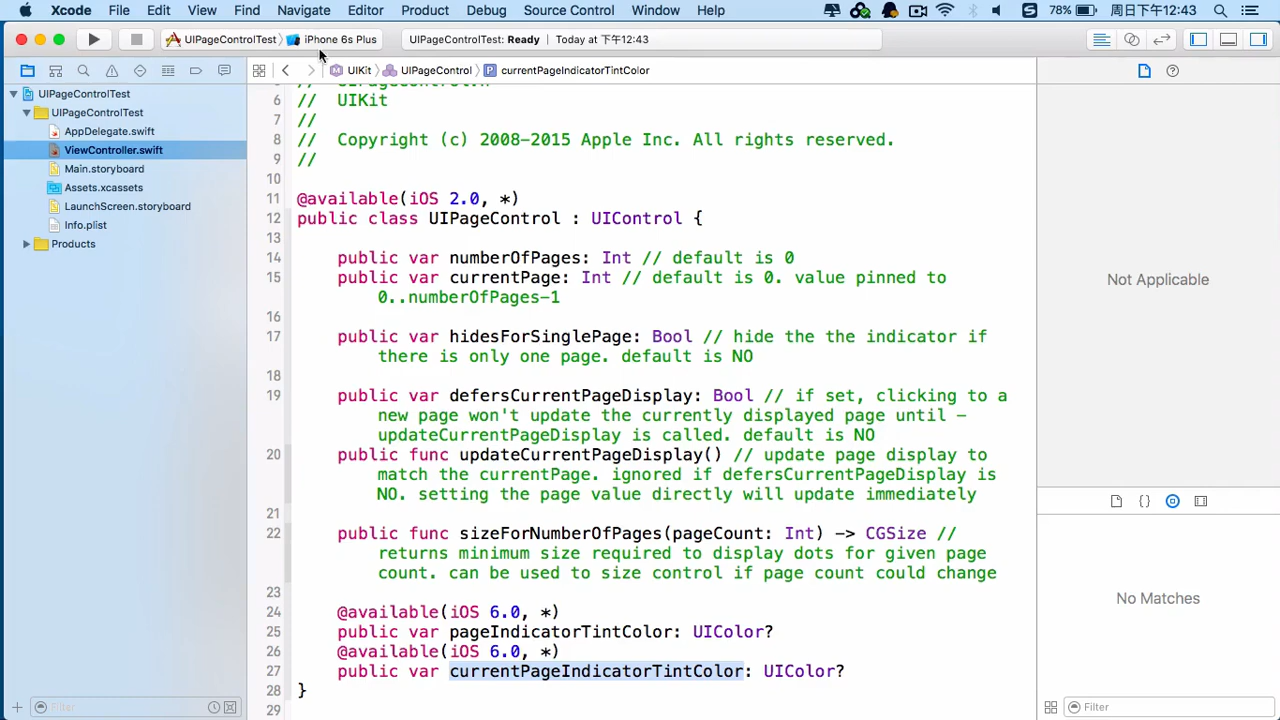 Xcode File Edit View Find Navigate Editor Product Debug Source Control Window Help 78% 周日下午12:43
UIPageControlTest iPhone 6s Plus UIPageControlTest: Ready Today at 下午12:43
UIKit UIPageControl P currentPageIndicatorTintColor
UIPageControlTest
UIPageControlTest
AppDelegate.swift
ViewController.swift
Main.storyboard
Assets.xcassets
LaunchScreen.storyboard
Info.plist
Products
Filter
6 // UIKit
7 //
8 // Copyright (c) 2008-2015 Apple Inc. All rights reserved.
9 //
10
11 @available(iOS 2.0, *)
12 public class UIPageControl : UIControl {
13
14 public var numberOfPages: Int // default is 0
15 public var currentPage: Int // default is 0. value pinned to
0..numberOfPages-1
16
17 public var hidesForSinglePage: Bool // hide the the indicator if
there is only one page. default is NO
18
19 public var defersCurrentPageDisplay: Bool // if set, clicking to a
new page won't update the currently displayed page until -
updateCurrentPageDisplay is called. default is NO
20 public func updateCurrentPageDisplay() // update page display to
match the currentPage. ignored if defersCurrentPageDisplay is
NO. setting the page value directly will update immediately
21
22 public func sizeForNumberOfPages(pageCount: Int) -> CGSize //
returns minimum size required to display dots for given page
count. can be used to size control if page count could change
23
24 @available(iOS 6.0, *)
25 public var pageIndicatorTintColor: UIColor?
26 @available(iOS 6.0, *)
27 public var currentPageIndicatorTintColor: UIColor?
28 }
29
Not Applicable
No Matches
Filter